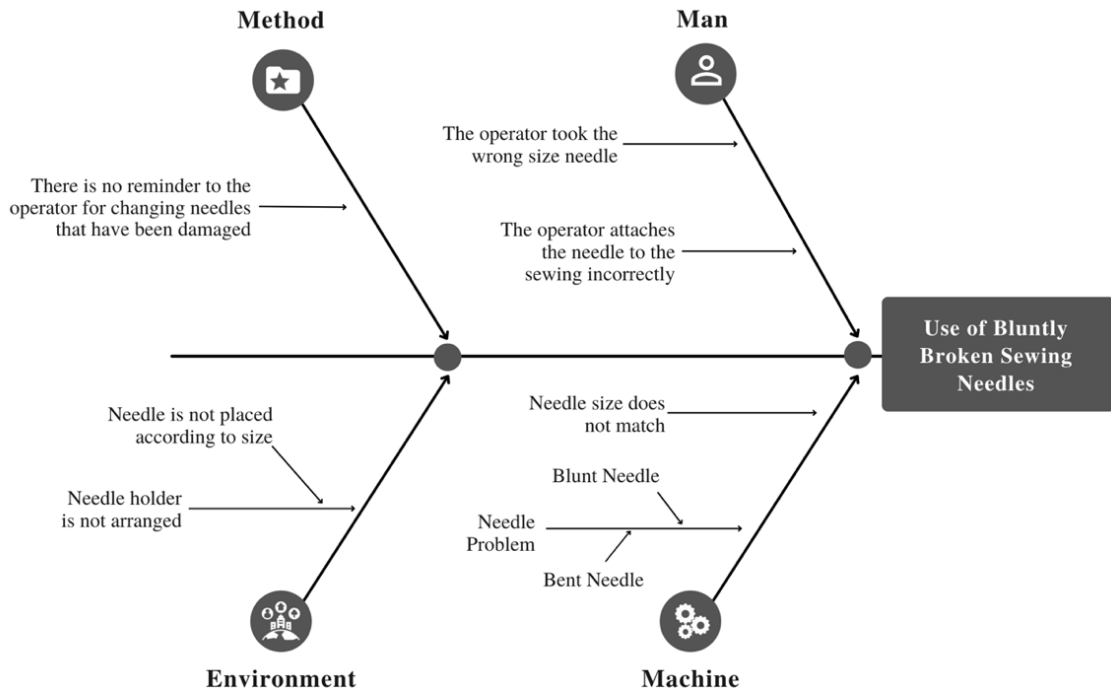 Method
Man
The operator took the
wrong size needle
There is no reminder to the
operator for changing needles
that have been damaged
The operator attaches
the needle to the
sewing incorrectly
Use of Bluntly
Broken Sewing
Needles
Needle is not placed
according to size
Needle size does
not match
Blunt Needle
Needle holder
is not arranged
Needle
Problem
Bent Needle
Environment
Machine